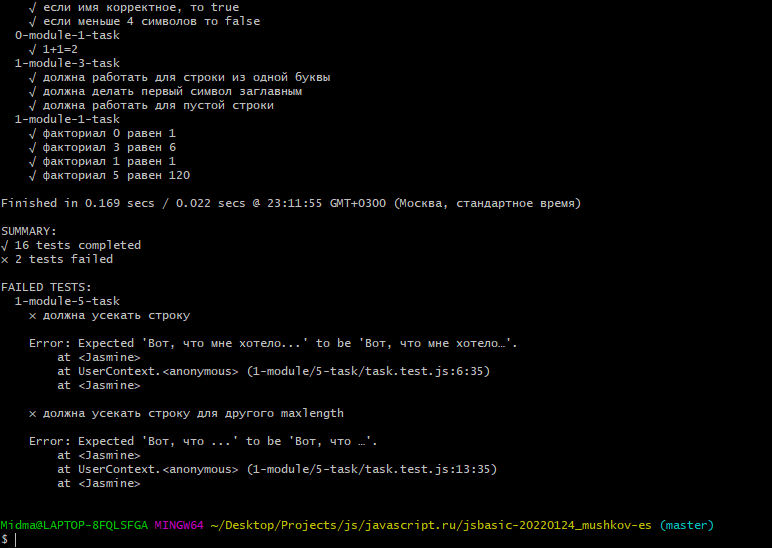 √ если имя корректное, то true
√ если меньше 4 символов то false
0-module-1-task
√ 1+1=2
1-module-3-task
√ должна работать для строки из одной буквы
√ должна делать первый символ заглавным
√ должна работать для пустой строки
1-module-1-task
√ факториал 0 равен 1
√ факториал 3 равен 6
√ факториал 1 равен 1
√ факториал 5 равен 120
Finished in 0.169 secs / 0.022 secs @ 23:11:55 GMT+0300 (Москва, стандартное время)
SUMMARY:
√ 16 tests completed
× 2 tests failed
FAILED TESTS:
1-module-5-task
× должна усекать строку
Error: Expected 'Вот, что мне хотело...' to be 'Вот, что мне хотело…'.
at <Jasmine>
at UserContext.<anonymous> (1-module/5-task/task.test.js:6:35)
at <Jasmine>
× должна усекать строку для другого maxlength
Error: Expected 'Вот, что ...' to be 'Вот, что …'.
at <Jasmine>
at UserContext.<anonymous> (1-module/5-task/task.test.js:13:35)
at <Jasmine>
Midma@LAPTOP-8FQLSFGA MINGW64 ~/Desktop/Projects/js/javascript.ru/jsbasic-20220124_mushkov-es (master)
$